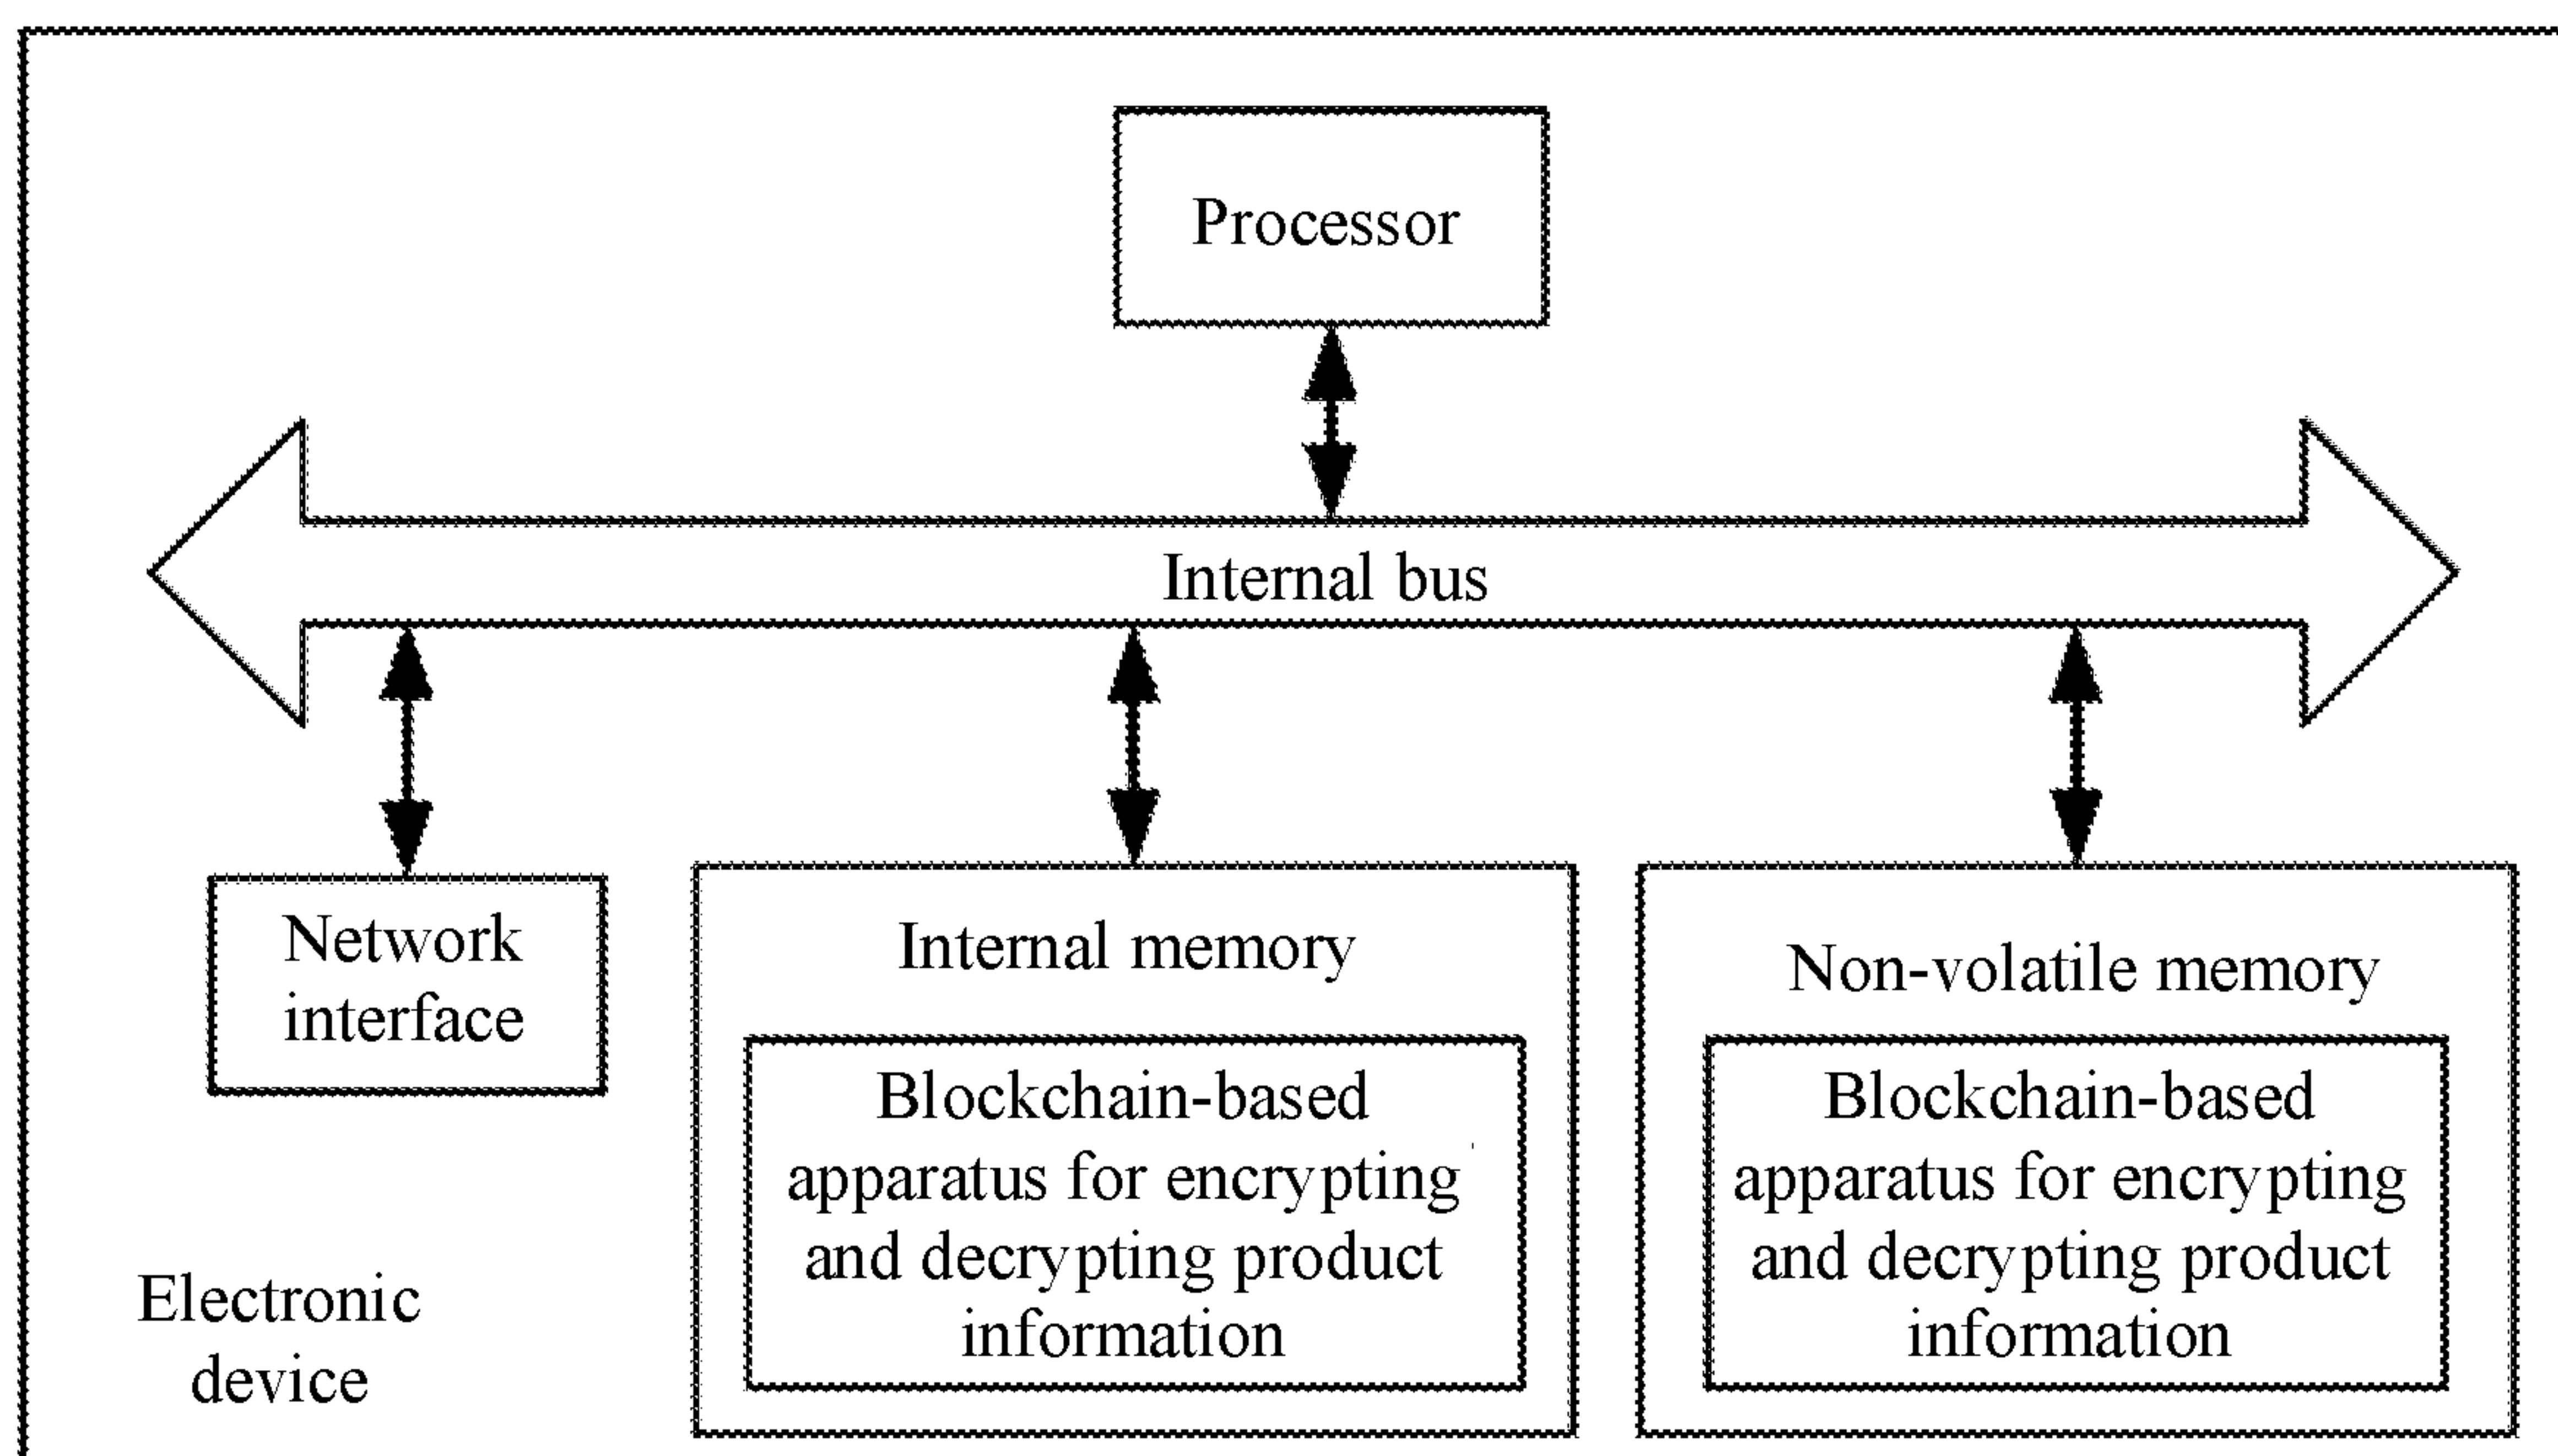 Processor
Internal bus
Network
interface
Internal memory
Blockchain-based
apparatus for encrypting
and decrypting product
information
Non-volatile memory
Blockchain-based
apparatus for encrypting
and decrypting product
information
Electronic
device